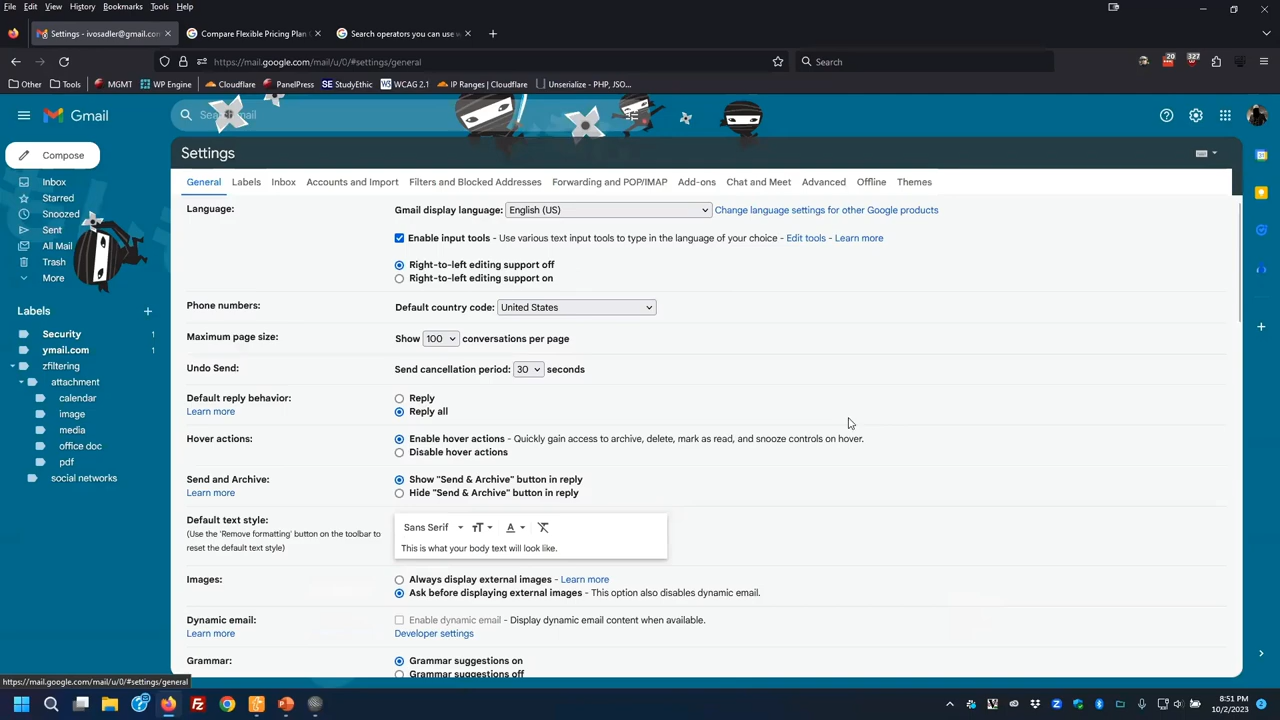 File Edit View History Bookmarks Tools Help
Settings - ivosadler@gmail.com
Compare Flexible Pricing Plan
Search operators you can use w
https://mail.google.com/mail/u/0/#settings/general
Search
20
327
Other
Tools
MGMT
WP Engine
Cloudflare
PanelPress
StudyEthic
WCAG 2.1
IP Ranges | Cloudflare
Unserialize - PHP, JSO...
Gmail
Search mail
Settings
Compose
General Labels Inbox Accounts and Import Filters and Blocked Addresses Forwarding and POP/IMAP Add-ons Chat and Meet Advanced Offline Themes
Inbox
Starred
Snoozed
Sent
All Mail
Trash
More
Labels
Security 1
ymail.com 1
zfiltering
attachment
calendar
image
media
office doc
pdf
social networks
Language:
Gmail display language: English (US) Change language settings for other Google products
Enable input tools - Use various text input tools to type in the language of your choice - Edit tools - Learn more
Right-to-left editing support off
Right-to-left editing support on
Phone numbers:
Default country code: United States
Maximum page size:
Show 100 conversations per page
Undo Send:
Send cancellation period: 30 seconds
Default reply behavior:
Learn more
Reply
Reply all
Hover actions:
Enable hover actions - Quickly gain access to archive, delete, mark as read, and snooze controls on hover.
Disable hover actions
Send and Archive:
Learn more
Show "Send & Archive" button in reply
Hide "Send & Archive" button in reply
Default text style:
(Use the 'Remove formatting' button on the toolbar to
reset the default text style)
Sans Serif
This is what your body text will look like.
Images:
Always display external images - Learn more
Ask before displaying external images - This option also disables dynamic email.
Dynamic email:
Learn more
Enable dynamic email - Display dynamic email content when available.
Developer settings
Grammar:
Grammar suggestions on
Grammar suggestions off
https://mail.google.com/mail/u/0/#settings/general
8:51 PM
10/2/2023